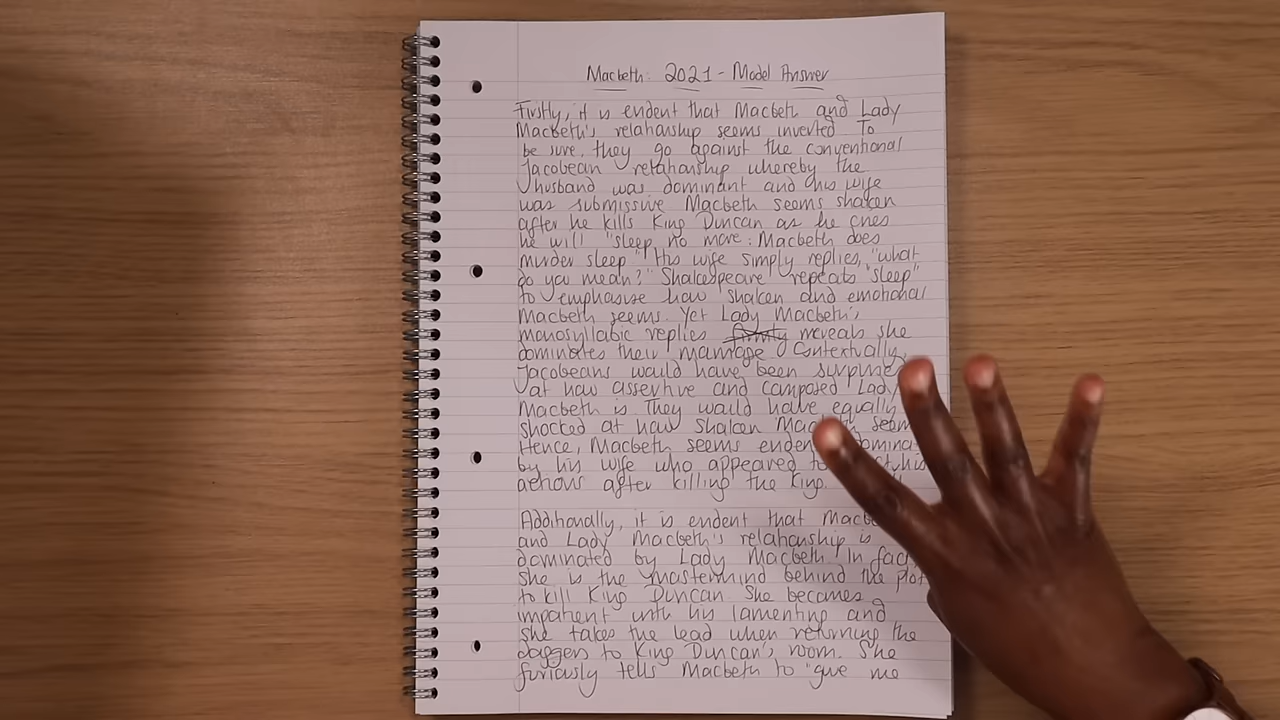 Macbeth: 2021 - Model Answer
Firstly, it is evident that Macbeth and Lady
Macbeth's relationship seems inverted. To
be sure, they go against the conventional
Jacobean relationship whereby the
husband was dominant and his wife
was submissive. Macbeth seems shaken
after he kills King Duncan as he cries
he will "sleep no more: Macbeth does
murder sleep." His wife simply replies, "what
do you mean?" Shakespeare repeats "sleep"
to emphasise how shaken and emotional
Macbeth seems. Yet Lady Macbeth's
monosyllabic replies reveals she
dominates their marriage. Contextually,
Jacobeans would have been
at how assertive and composed Lady
Macbeth is. They would have equally
shocked at how shaken
Hence, Macbeth seems
by his wife who appeared
actions after killing the King.
Additionally, it is evident that
and Lady Macbeth's relationship is
dominated by Lady Macbeth. In fact,
she is the mastermind behind the plot
to kill King Duncan. She becomes
impatient with his lamenting and
she takes the lead when returning the
daggers to King Duncan's room. She
furiously tells Macbeth to "give me